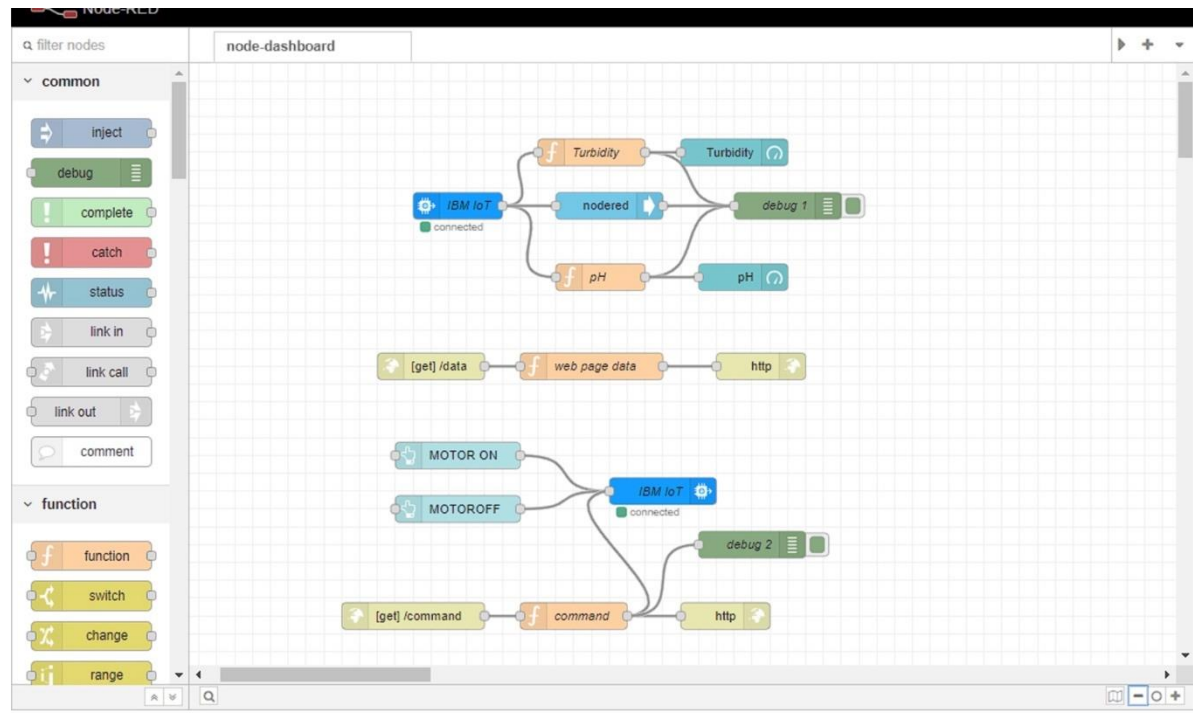 Node-RED
filter nodes
node-dashboard
common
inject
debug
complete
catch
status
link in
link call
link out
comment
function
function
switch
change
range
Turbidity
Turbidity
IBM IoT
connected
nodered
debug 1
pH
pH
[get] /data
web page data
http
MOTOR ON
MOTOROFF
IBM IoT
connected
debug 2
[get] /command
command
http